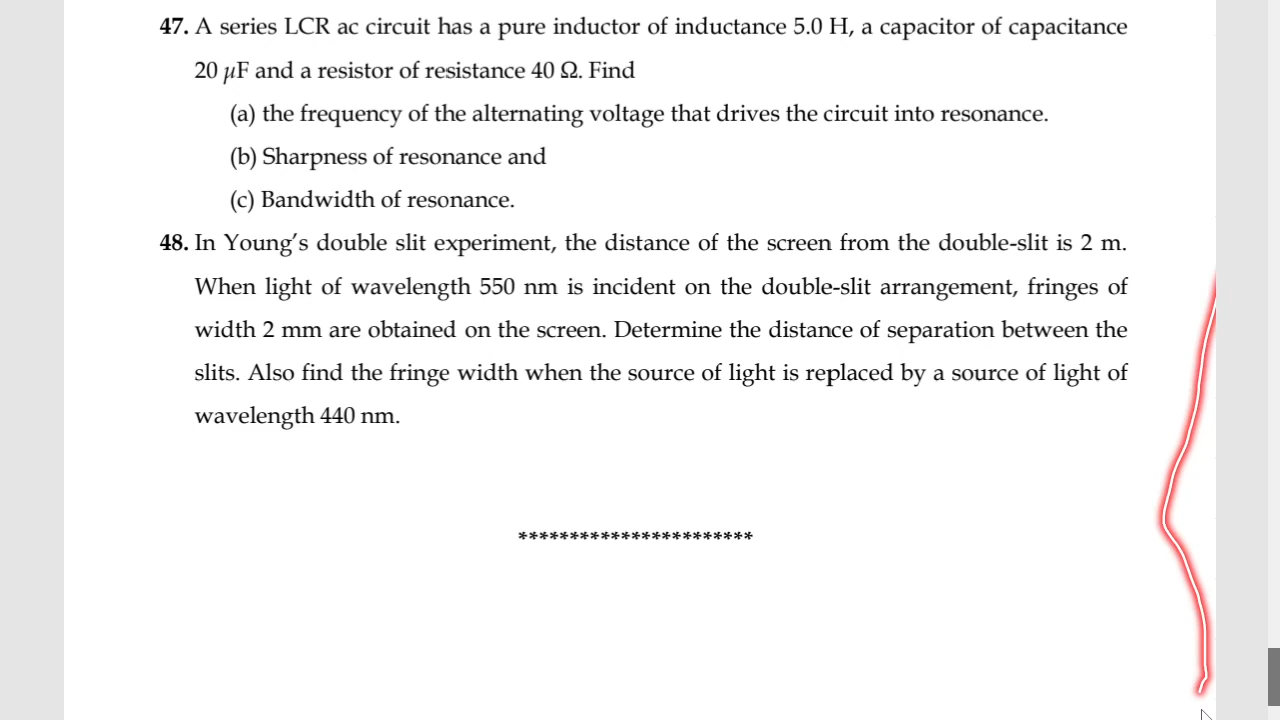 47. A series LCR ac circuit has a pure inductor of inductance 5.0 H, a capacitor of capacitance
20 μF and a resistor of resistance 40 Ω. Find
(a) the frequency of the alternating voltage that drives the circuit into resonance.
(b) Sharpness of resonance and
(c) Bandwidth of resonance.
48. In Young’s double slit experiment, the distance of the screen from the double-slit is 2 m.
When light of wavelength 550 nm is incident on the double-slit arrangement, fringes of
width 2 mm are obtained on the screen. Determine the distance of separation between the
slits. Also find the fringe width when the source of light is replaced by a source of light of
wavelength 440 nm.
***********************